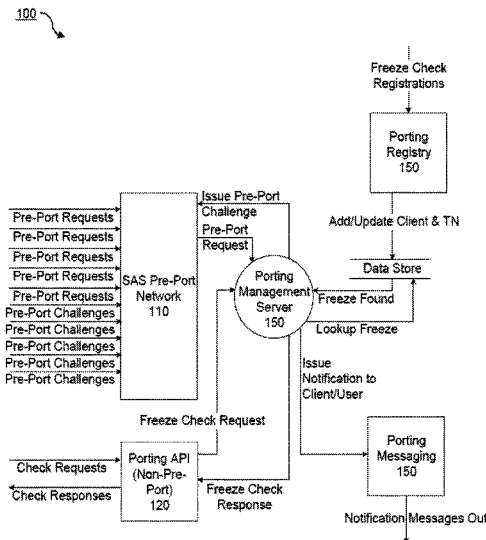 100
Freeze Check
Registrations
Porting
Registry
150
Add/Update Client & TN
Data Store
Freeze Found
Lookup Freeze
Issue Pre-Port
Challenge
Pre-Port
Request
Pre-Port Requests
Pre-Port Requests
Pre-Port Requests
Pre-Port Requests
Pre-Port Requests
Pre-Port Challenges
Pre-Port Challenges
Pre-Port Challenges
Pre-Port Challenges
Pre-Port Challenges
SAS Pre-Port
Network
110
Porting
Management
Server
150
Issue
Notification to
Client/User
Freeze Check Request
Check Requests
Check Responses
Porting API
(Non-Pre-
Port)
120
Freeze Check
Response
Porting
Messaging
150
Notification Messages Out